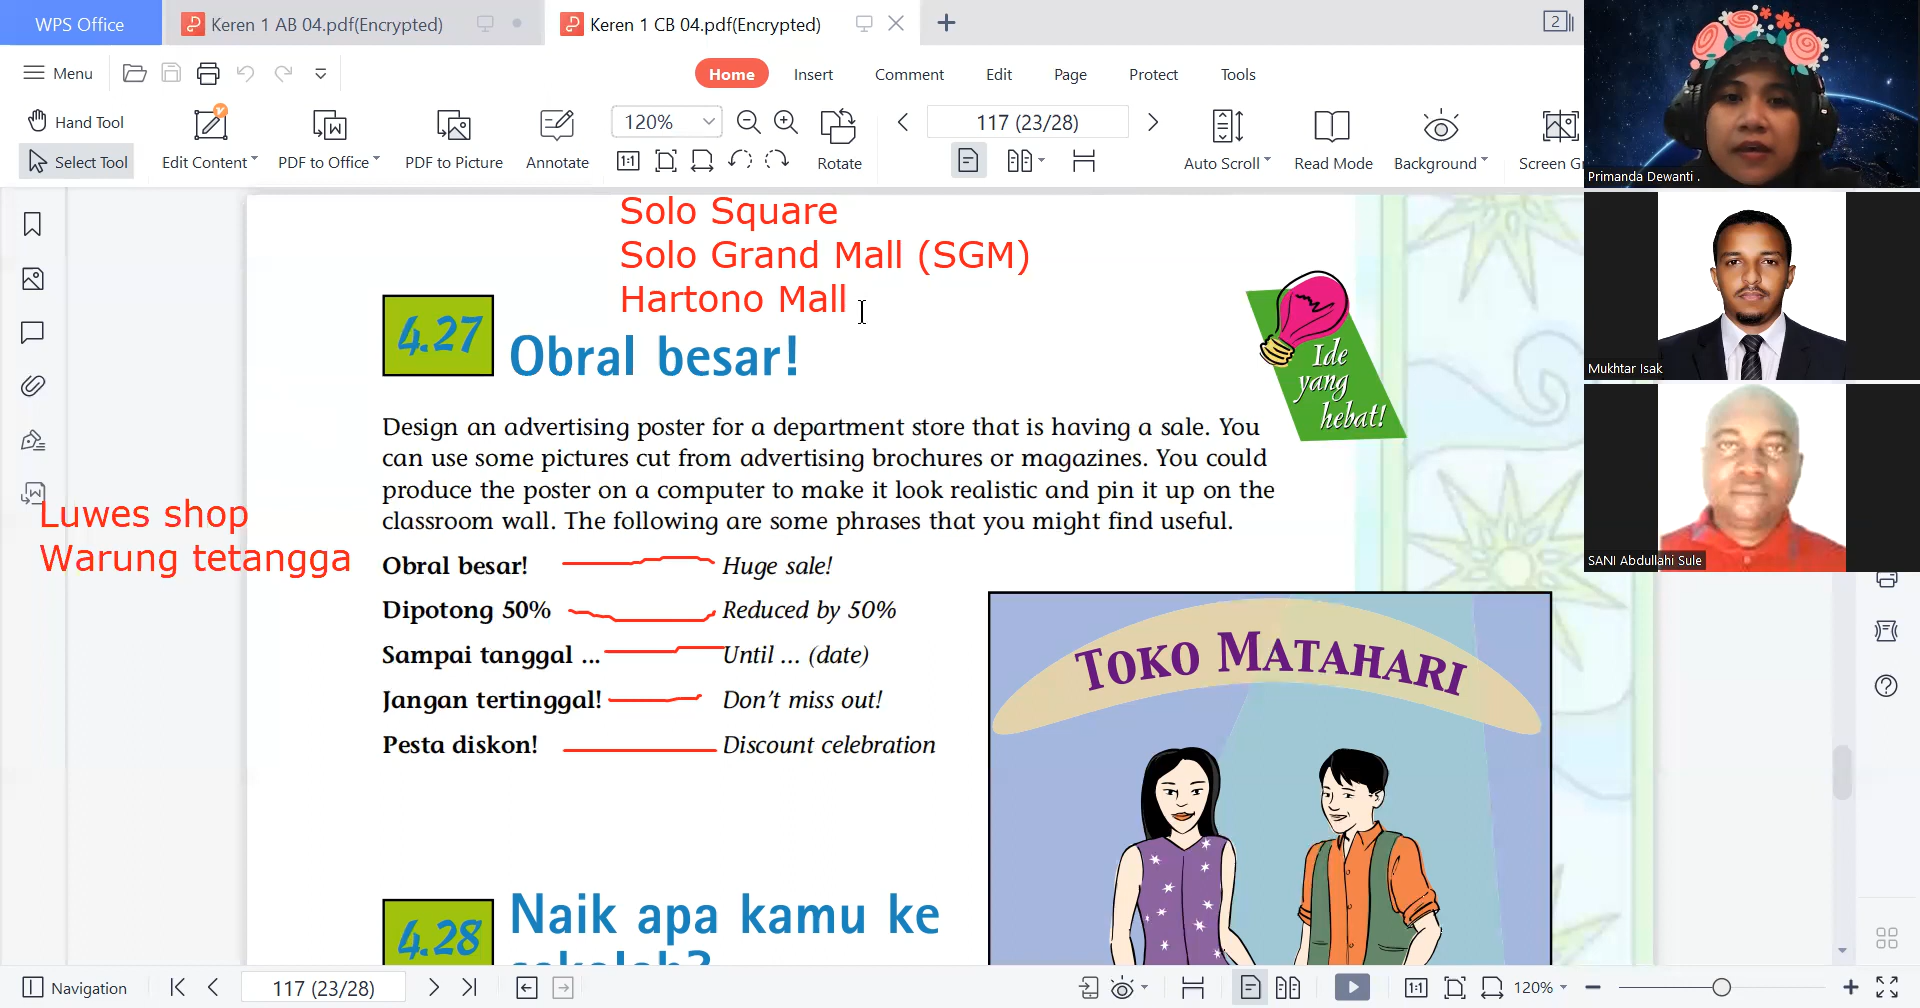 WPS Office
Keren 1 AB 04.pdf(Encrypted)
Keren 1 CB 04.pdf(Encrypted)
2
Menu
Home
Insert
Comment
Edit
Page
Protect
Tools
Hand Tool
Select Tool
Edit Content
PDF to Office
PDF to Picture
Annotate
120%
1:1
Rotate
117 (23/28)
Auto Scroll
Read Mode
Background
Screen Gr
Primanda Dewanti .
Mukhtar Isak
SANI Abdullahi Sule
Solo Square
Solo Grand Mall (SGM)
Hartono Mall
4.27
Obral besar!
Ide
yang
hebat!
Design an advertising poster for a department store that is having a sale. You
can use some pictures cut from advertising brochures or magazines. You could
produce the poster on a computer to make it look realistic and pin it up on the
classroom wall. The following are some phrases that you might find useful.
Luwes shop
Warung tetangga
Obral besar! Huge sale!
Dipotong 50% Reduced by 50%
Sampai tanggal ... Until ... (date)
Jangan tertinggal! Don't miss out!
Pesta diskon! Discount celebration
TOKO MATAHARI
4.28
Naik apa kamu ke
sekolah?
Navigation
117 (23/28)
1:1
120%